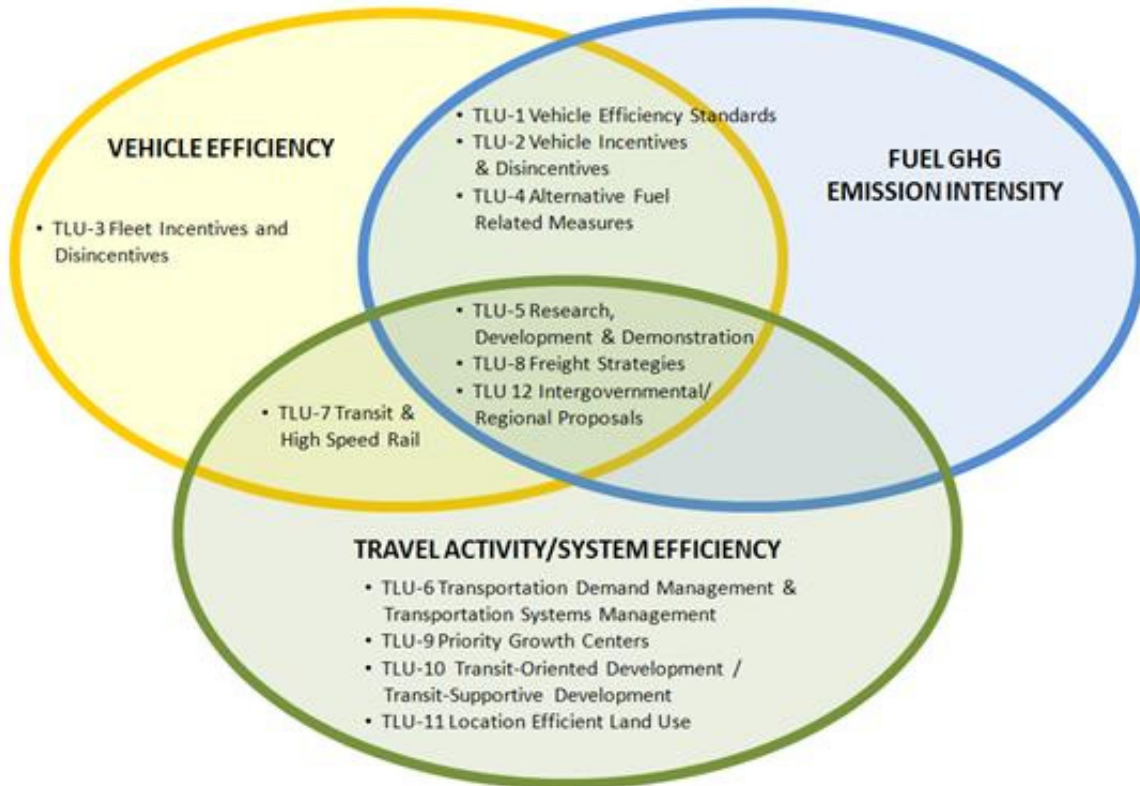 VEHICLE EFFICIENCY
• TLU-3 Fleet Incentives and
Disincentives
• TLU-1 Vehicle Efficiency Standards
• TLU-2 Vehicle Incentives
& Disincentives
• TLU-4 Alternative Fuel
Related Measures
FUEL GHG
EMISSION INTENSITY
• TLU-5 Research,
Development & Demonstration
• TLU-8 Freight Strategies
• TLU 12 Intergovernmental/
Regional Proposals
• TLU-7 Transit &
High Speed Rail
TRAVEL ACTIVITY/SYSTEM EFFICIENCY
• TLU-6 Transportation Demand Management &
Transportation Systems Management
• TLU-9 Priority Growth Centers
• TLU-10 Transit-Oriented Development /
Transit-Supportive Development
• TLU-11 Location Efficient Land Use